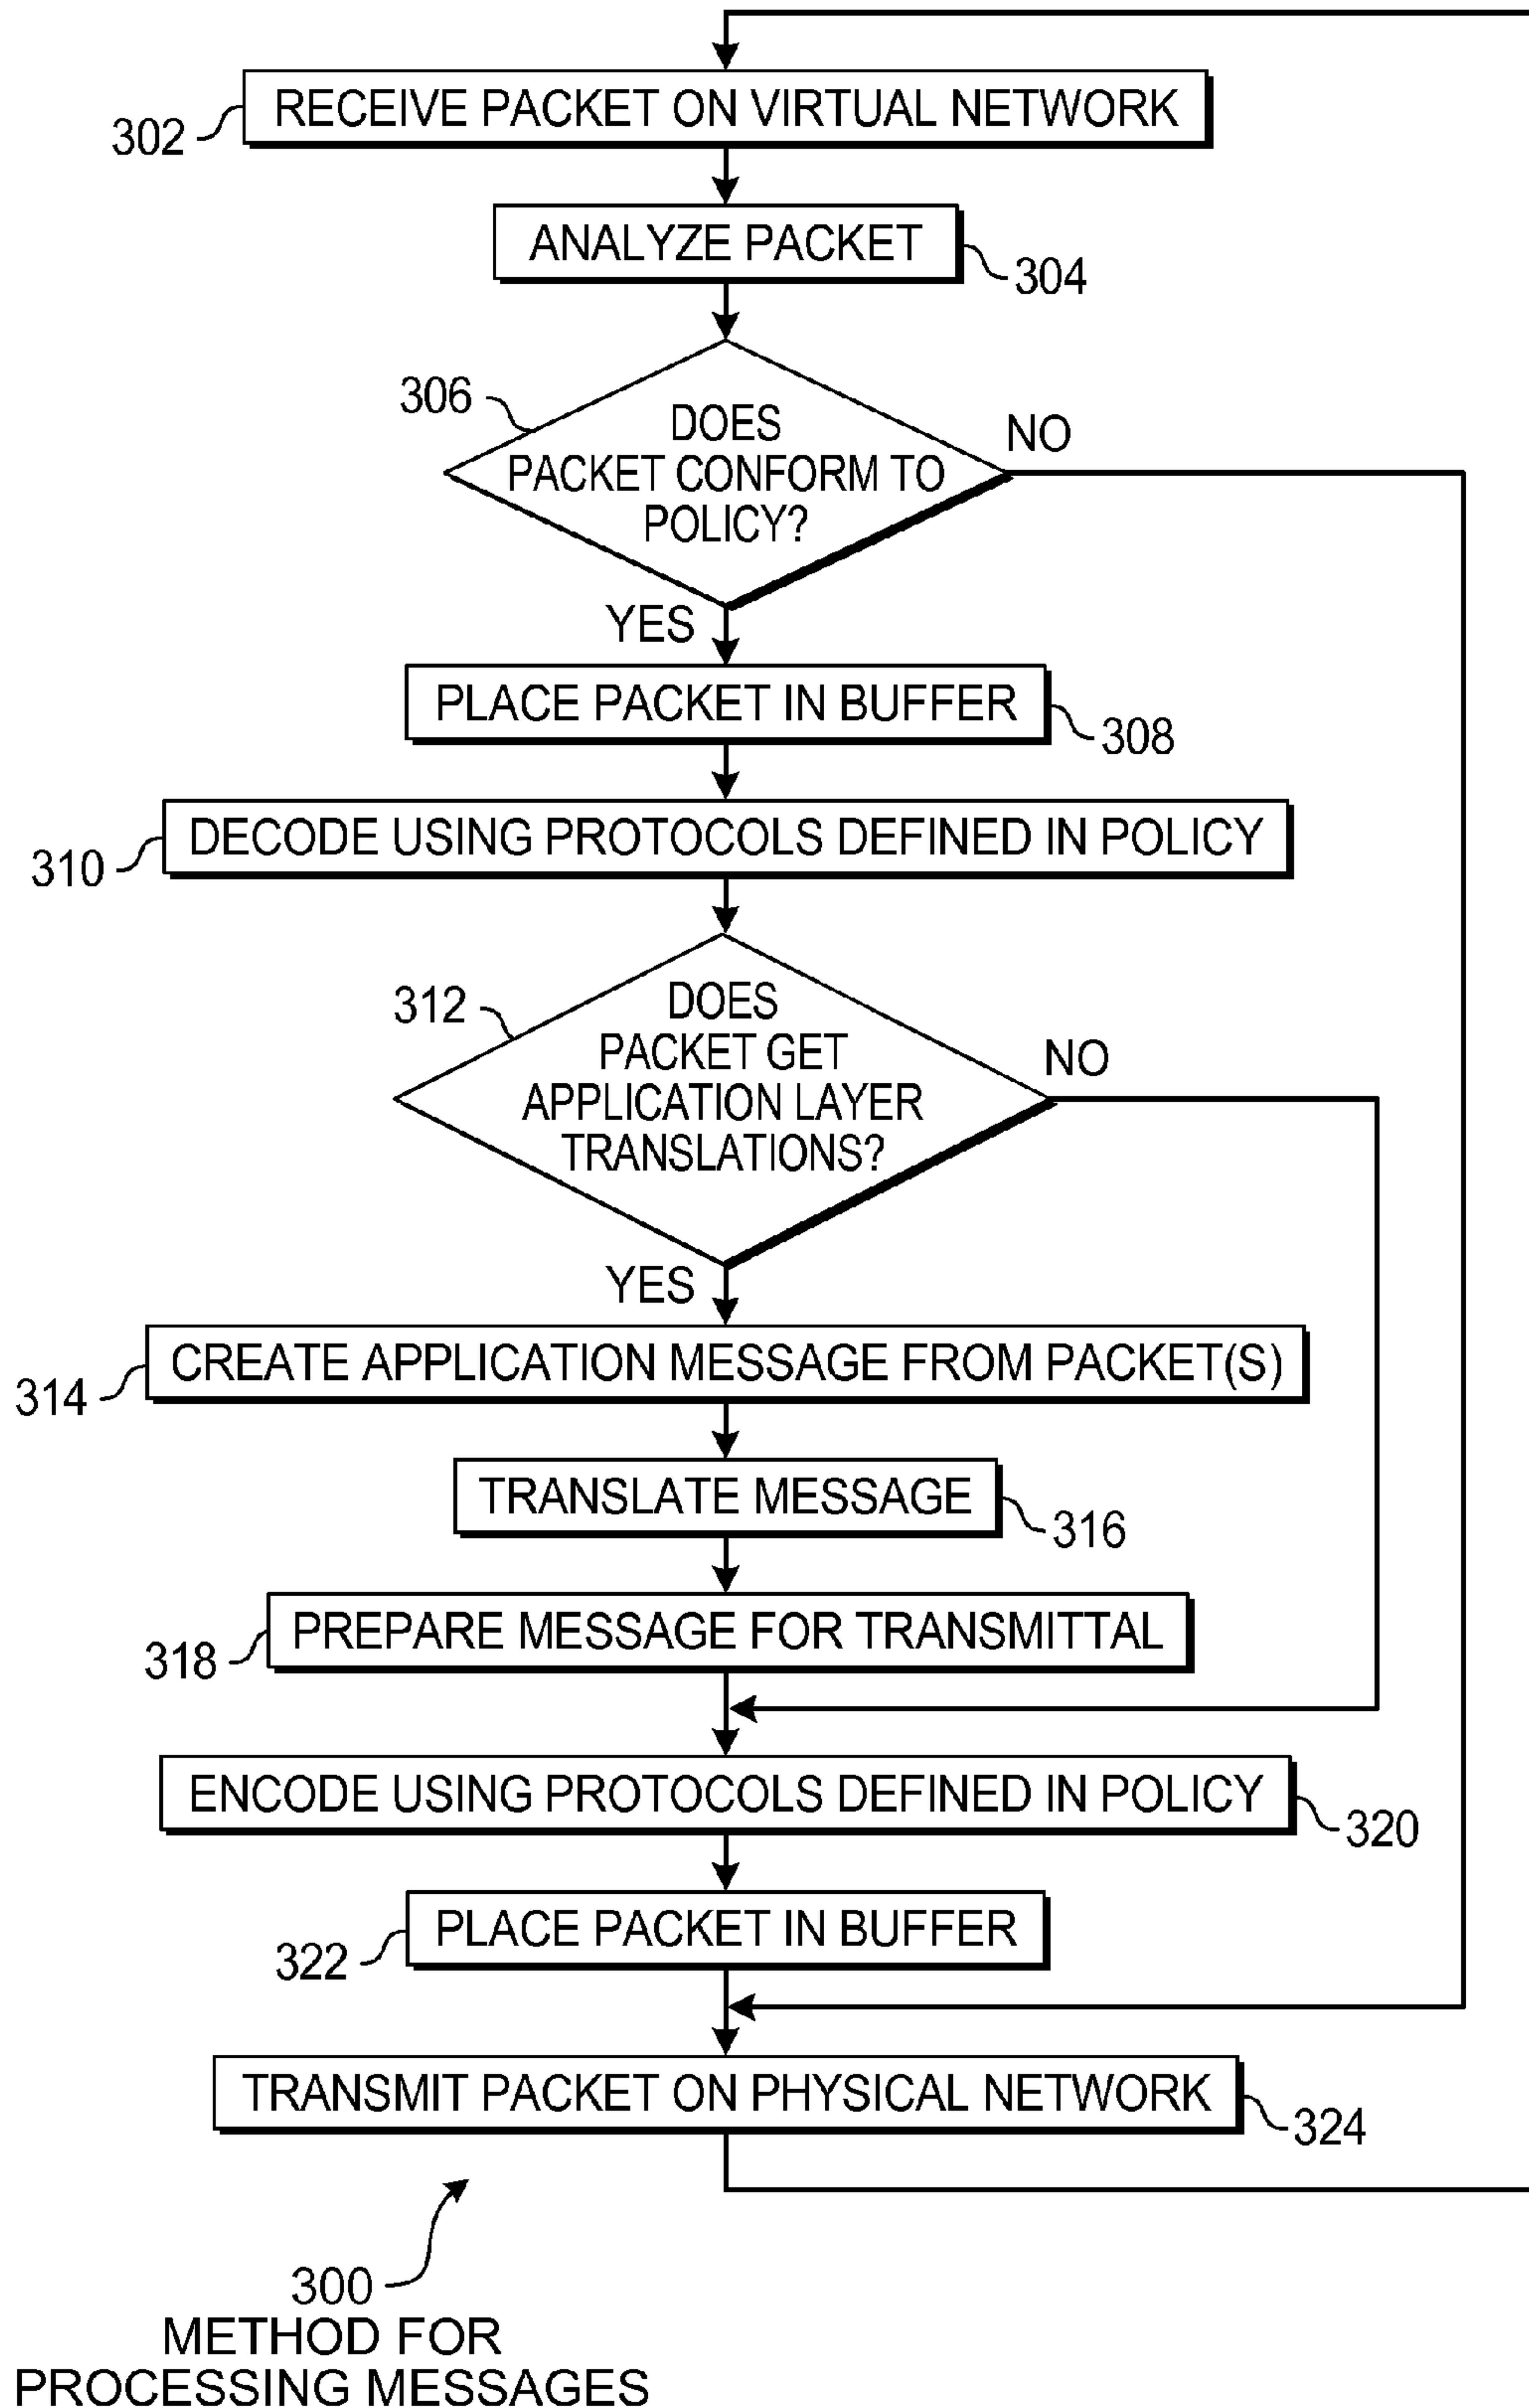 RECEIVE PACKET ON VIRTUAL NETWORK
302
ANALYZE PACKET
304
306
DOES
PACKET CONFORM TO
POLICY?
NO
YES
PLACE PACKET IN BUFFER
308
DECODE USING PROTOCOLS DEFINED IN POLICY
310
312
DOES
PACKET GET
APPLICATION LAYER
TRANSLATIONS?
NO
YES
CREATE APPLICATION MESSAGE FROM PACKET(S)
314
TRANSLATE MESSAGE
316
PREPARE MESSAGE FOR TRANSMITTAL
318
ENCODE USING PROTOCOLS DEFINED IN POLICY
320
PLACE PACKET IN BUFFER
322
TRANSMIT PACKET ON PHYSICAL NETWORK
324
300
METHOD FOR
PROCESSING MESSAGES